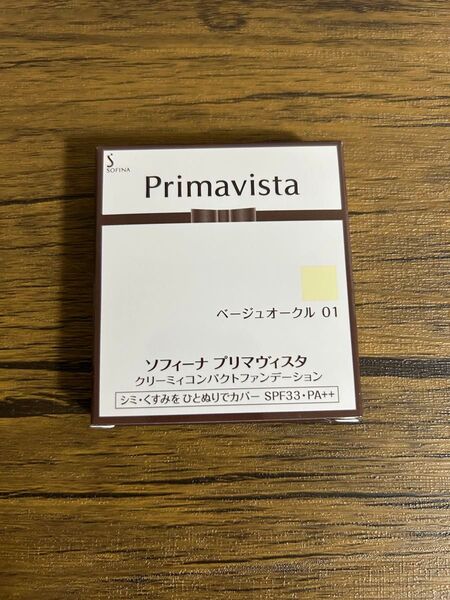 SOFINA
Primavista
ベージュオークル 01
ソフィーナ プリマヴィスタ
クリーミィコンパクトファンデーション
シミ・くすみを ひとぬりでカバー SPF33・PA++